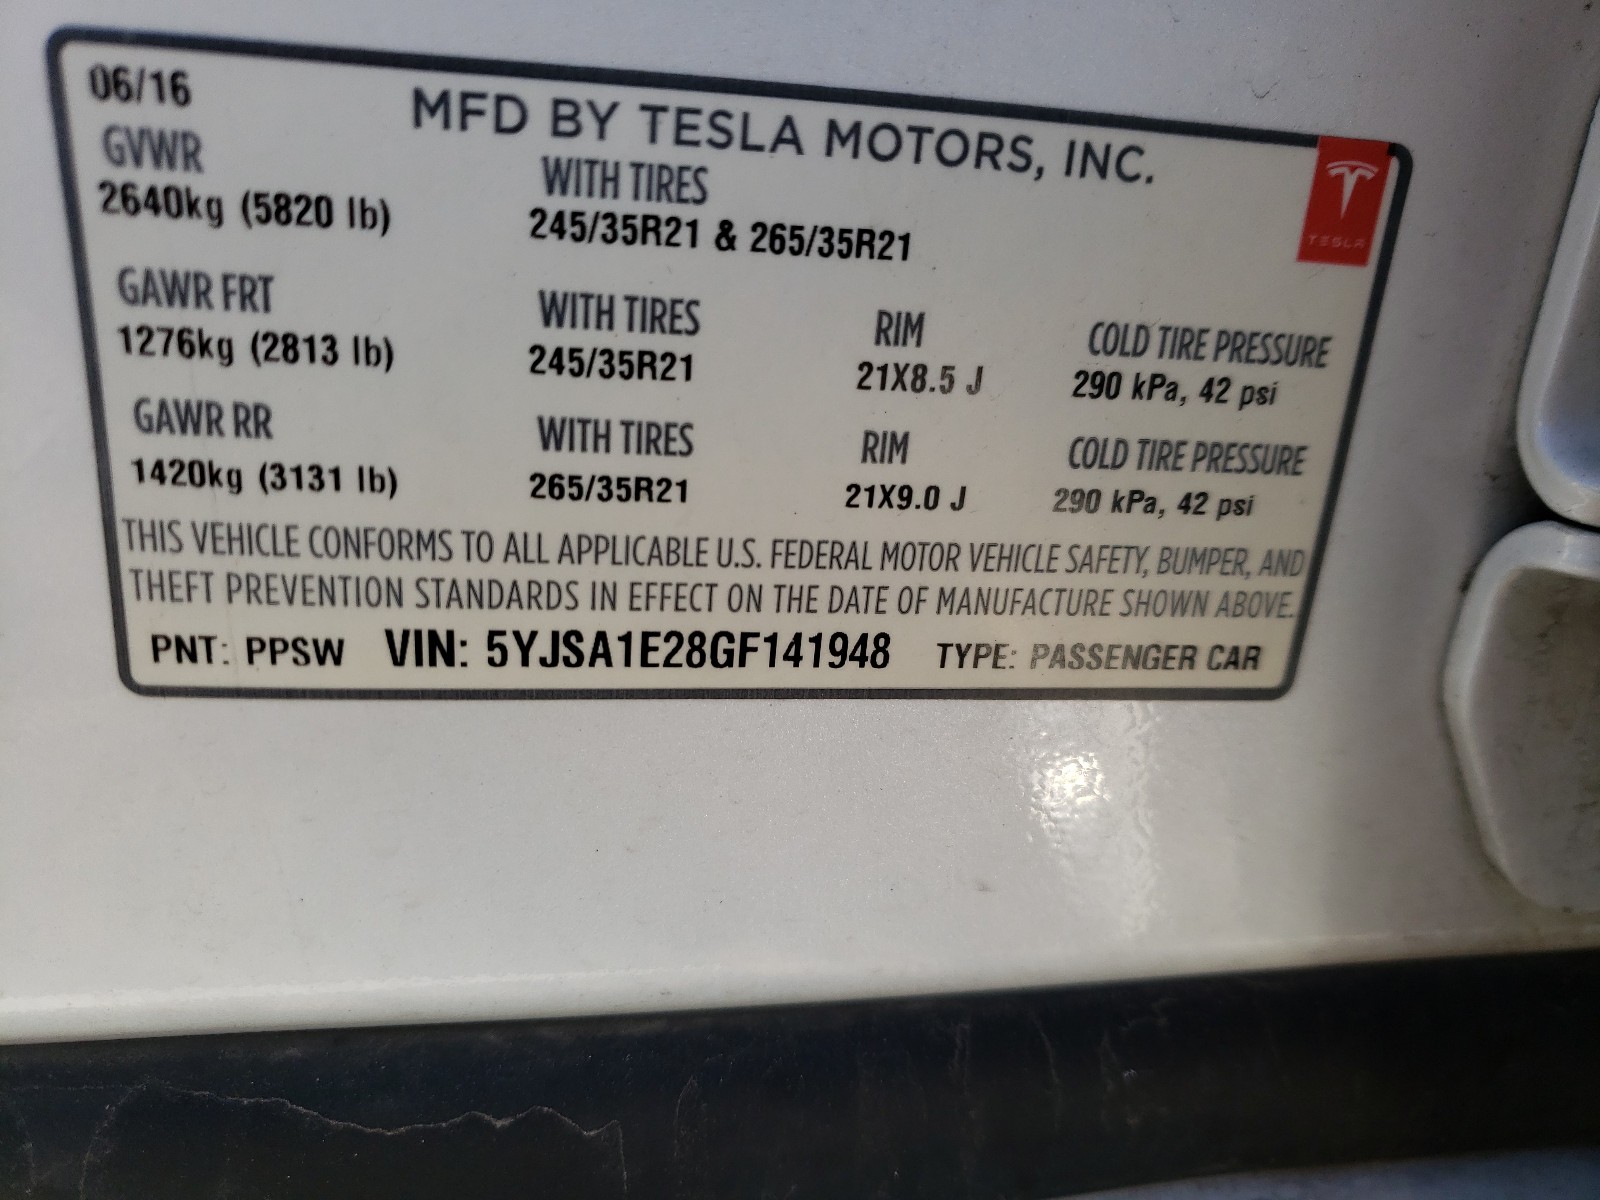 06/16
MFD BY TESLA MOTORS, INC.
TESLA
GVWR WITH TIRES
2640kg (5820 lb) 245/35R21 & 265/35R21
GAWR FRT WITH TIRES RIM COLD TIRE PRESSURE
1276kg (2813 lb) 245/35R21 21X8.5 J 290 kPa, 42 psi
GAWR RR WITH TIRES RIM COLD TIRE PRESSURE
1420kg (3131 lb) 265/35R21 21X9.0 J 290 kPa, 42 psi
THIS VEHICLE CONFORMS TO ALL APPLICABLE U.S. FEDERAL MOTOR VEHICLE SAFETY, BUMPER, AND
THEFT PREVENTION STANDARDS IN EFFECT ON THE DATE OF MANUFACTURE SHOWN ABOVE.
PNT: PPSW VIN: 5YJSA1E28GF141948 TYPE: PASSENGER CAR